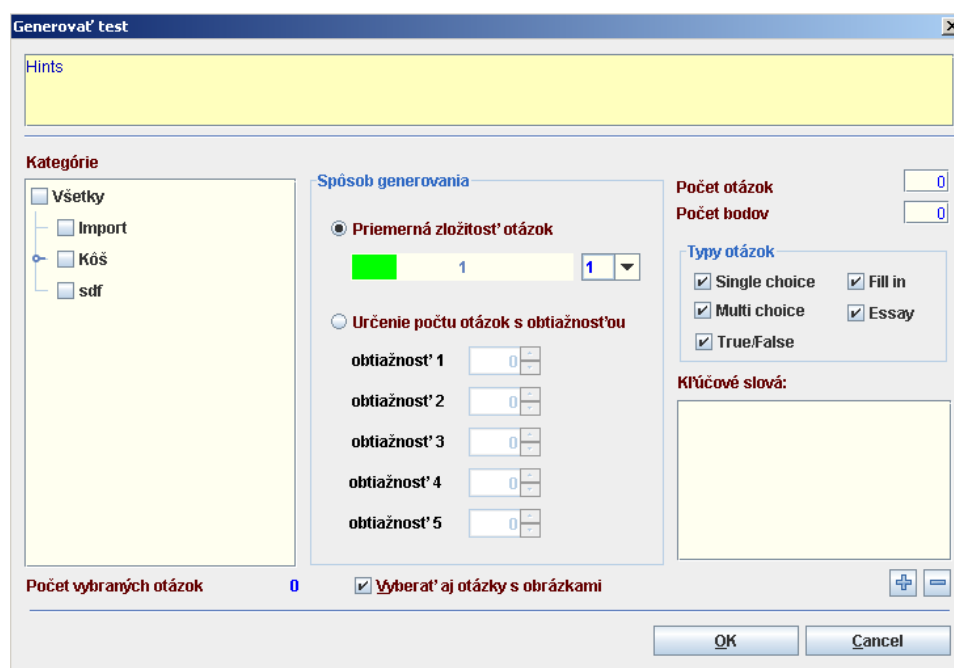 Generovať test
Hints
Kategórie
Všetky
Import
Kôš
sdf
Počet vybraných otázok 0
Spôsob generovania
Priemerná zložitosť otázok
1 1
Určenie počtu otázok s obtiažnosťou
obtiažnosť 1 0
obtiažnosť 2 0
obtiažnosť 3 0
obtiažnosť 4 0
obtiažnosť 5 0
Vyberať aj otázky s obrázkami
Počet otázok 0
Počet bodov 0
Typy otázok
Single choice Fill in
Multi choice Essay
True/False
Kľúčové slová:
OK Cancel